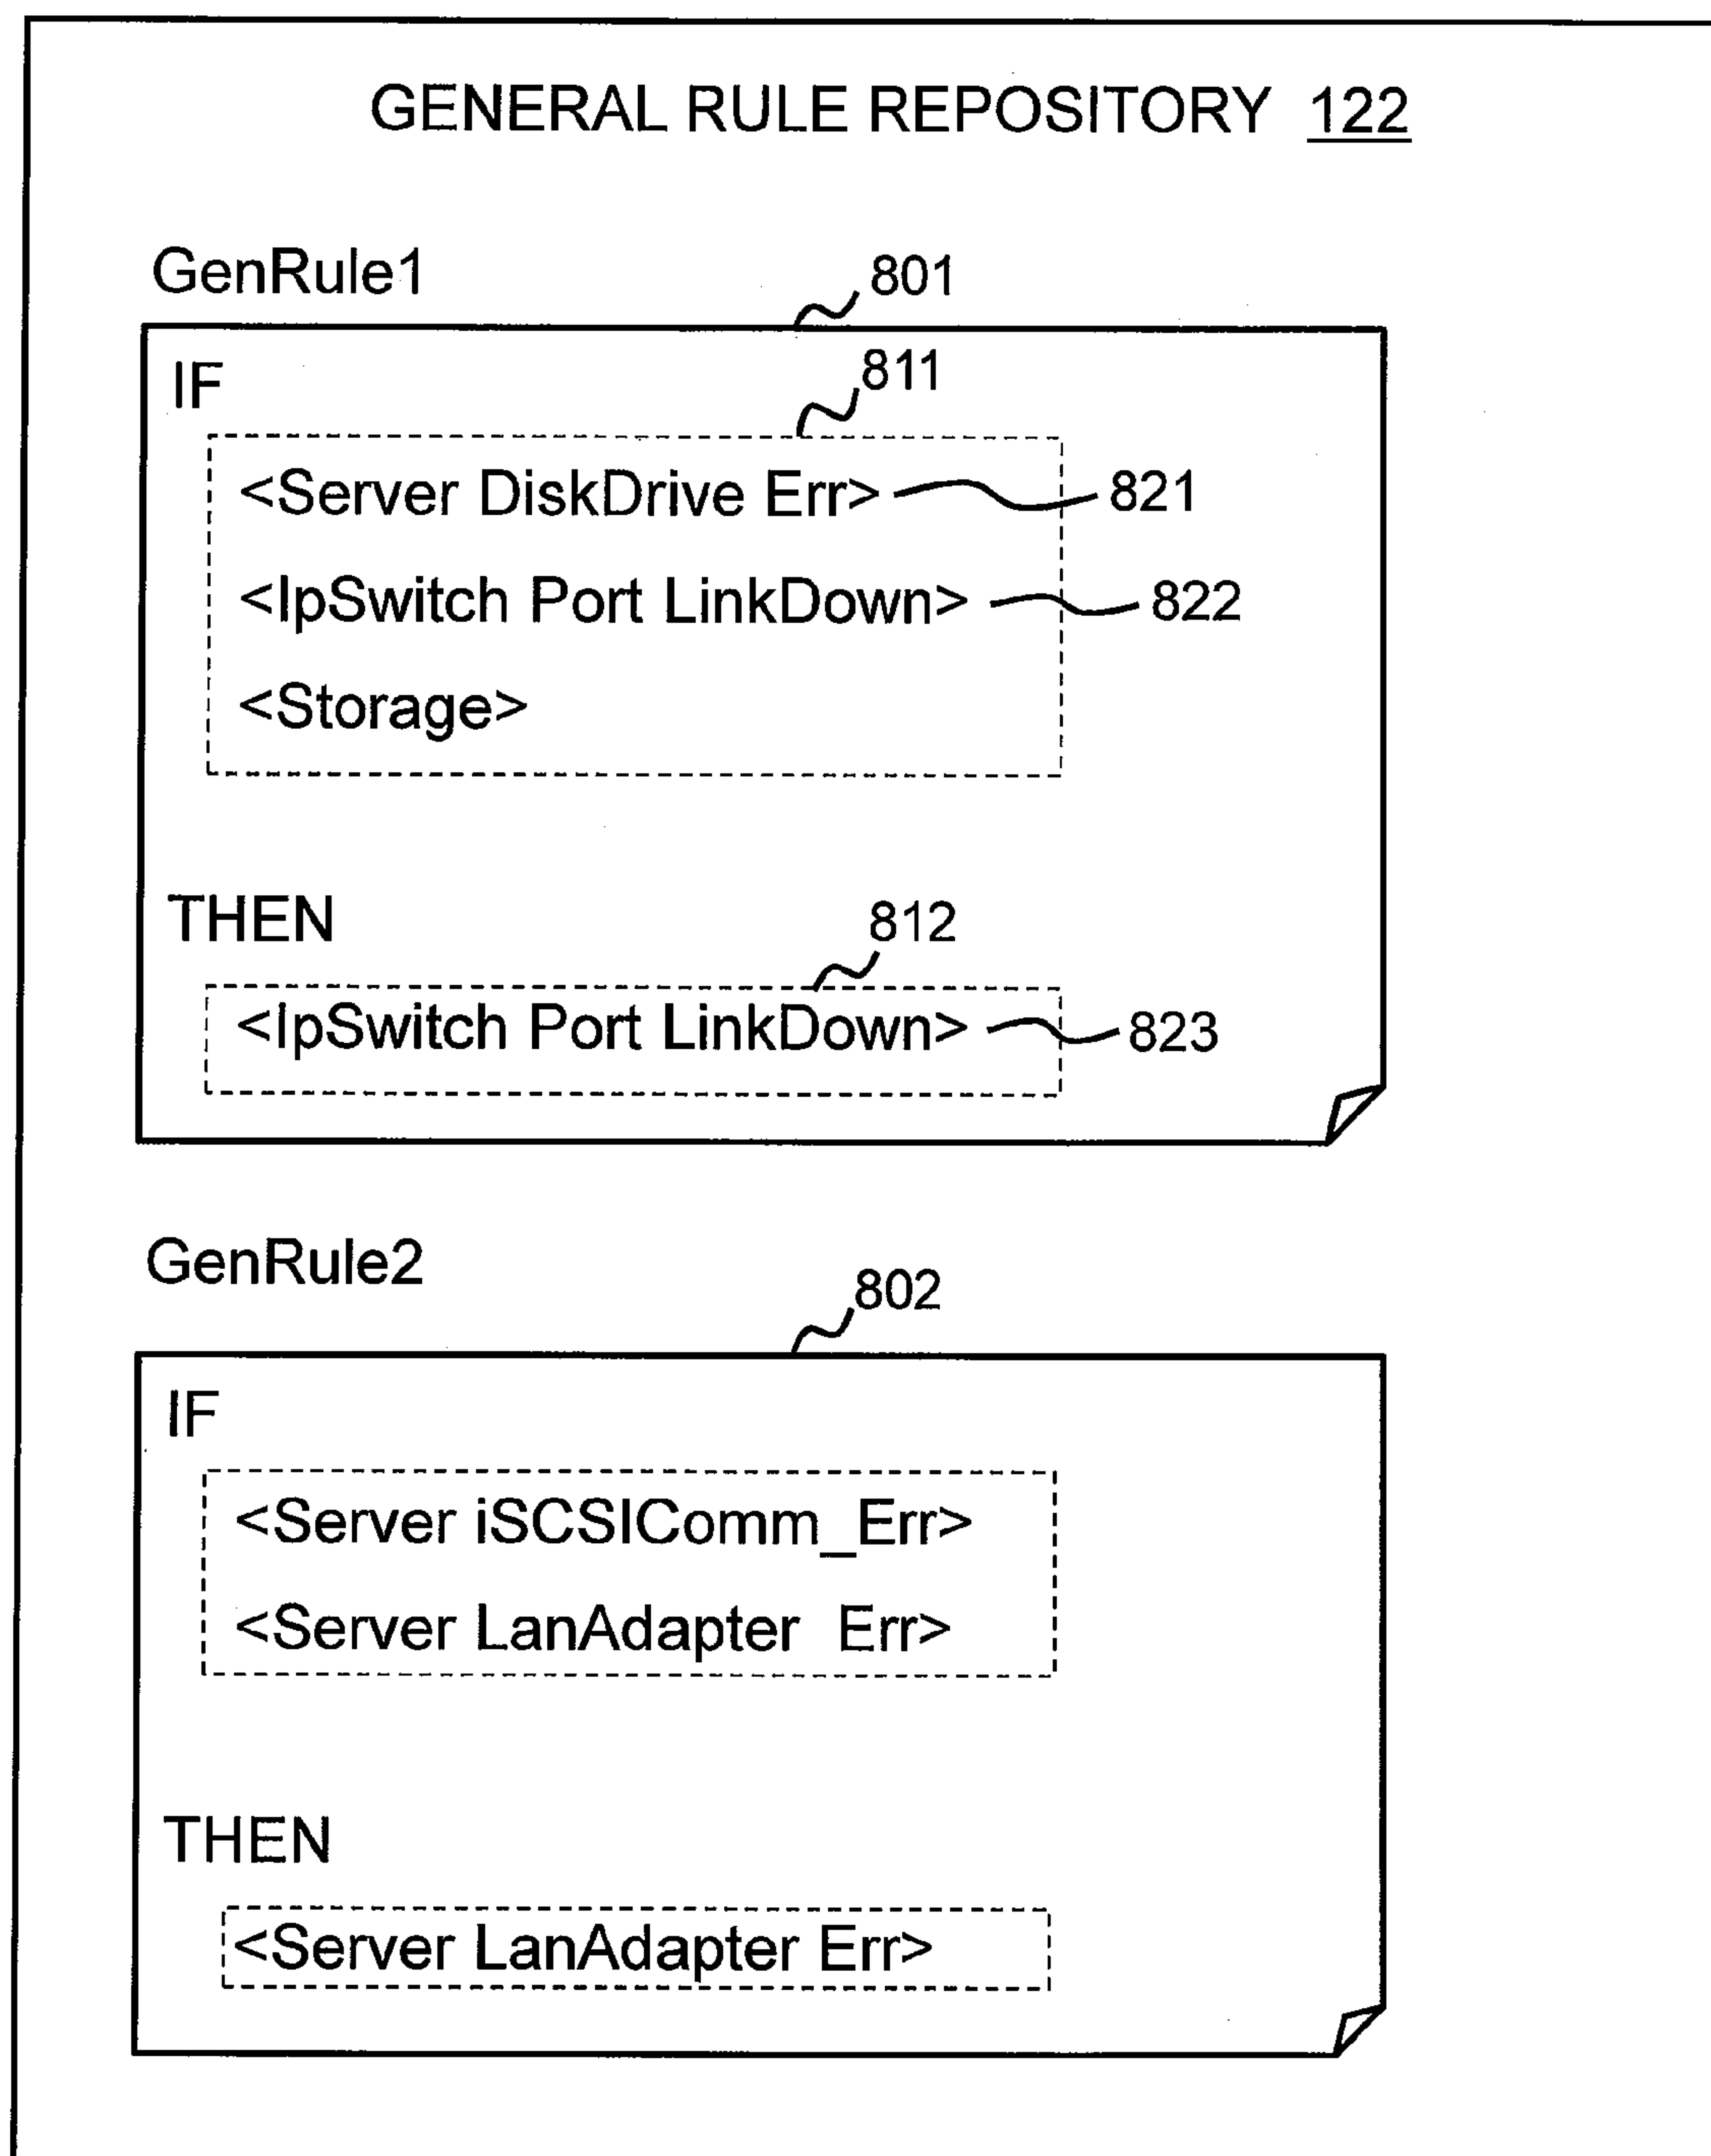 GENERAL RULE REPOSITORY 122
GenRule1
801
IF
811
<Server DiskDrive Err> 821
<IpSwitch Port LinkDown> 822
<Storage>
THEN
812
<IpSwitch Port LinkDown> 823
GenRule2
802
IF
<Server iSCSIComm_Err>
<Server LanAdapter Err>
THEN
<Server LanAdapter Err>